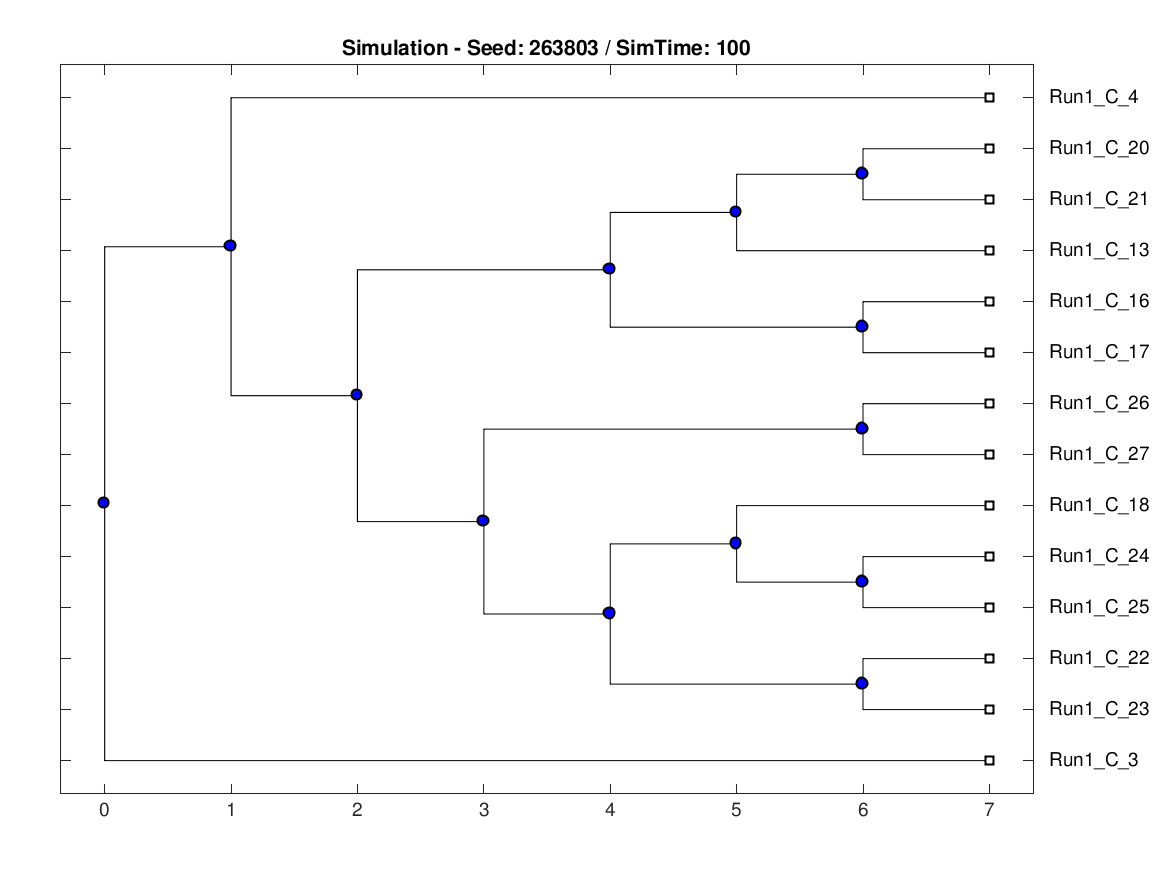 Simulation - Seed: 263803 / SimTime: 100
Run1_C_4
Run1_C_20
Run1_C_21
Run1_C_13
Run1_C_16
Run1_C_17
Run1_C_26
Run1_C_27
Run1_C_18
Run1_C_24
Run1_C_25
Run1_C_22
Run1_C_23
Run1_C_3
0 1 2 3 4 5 6 7